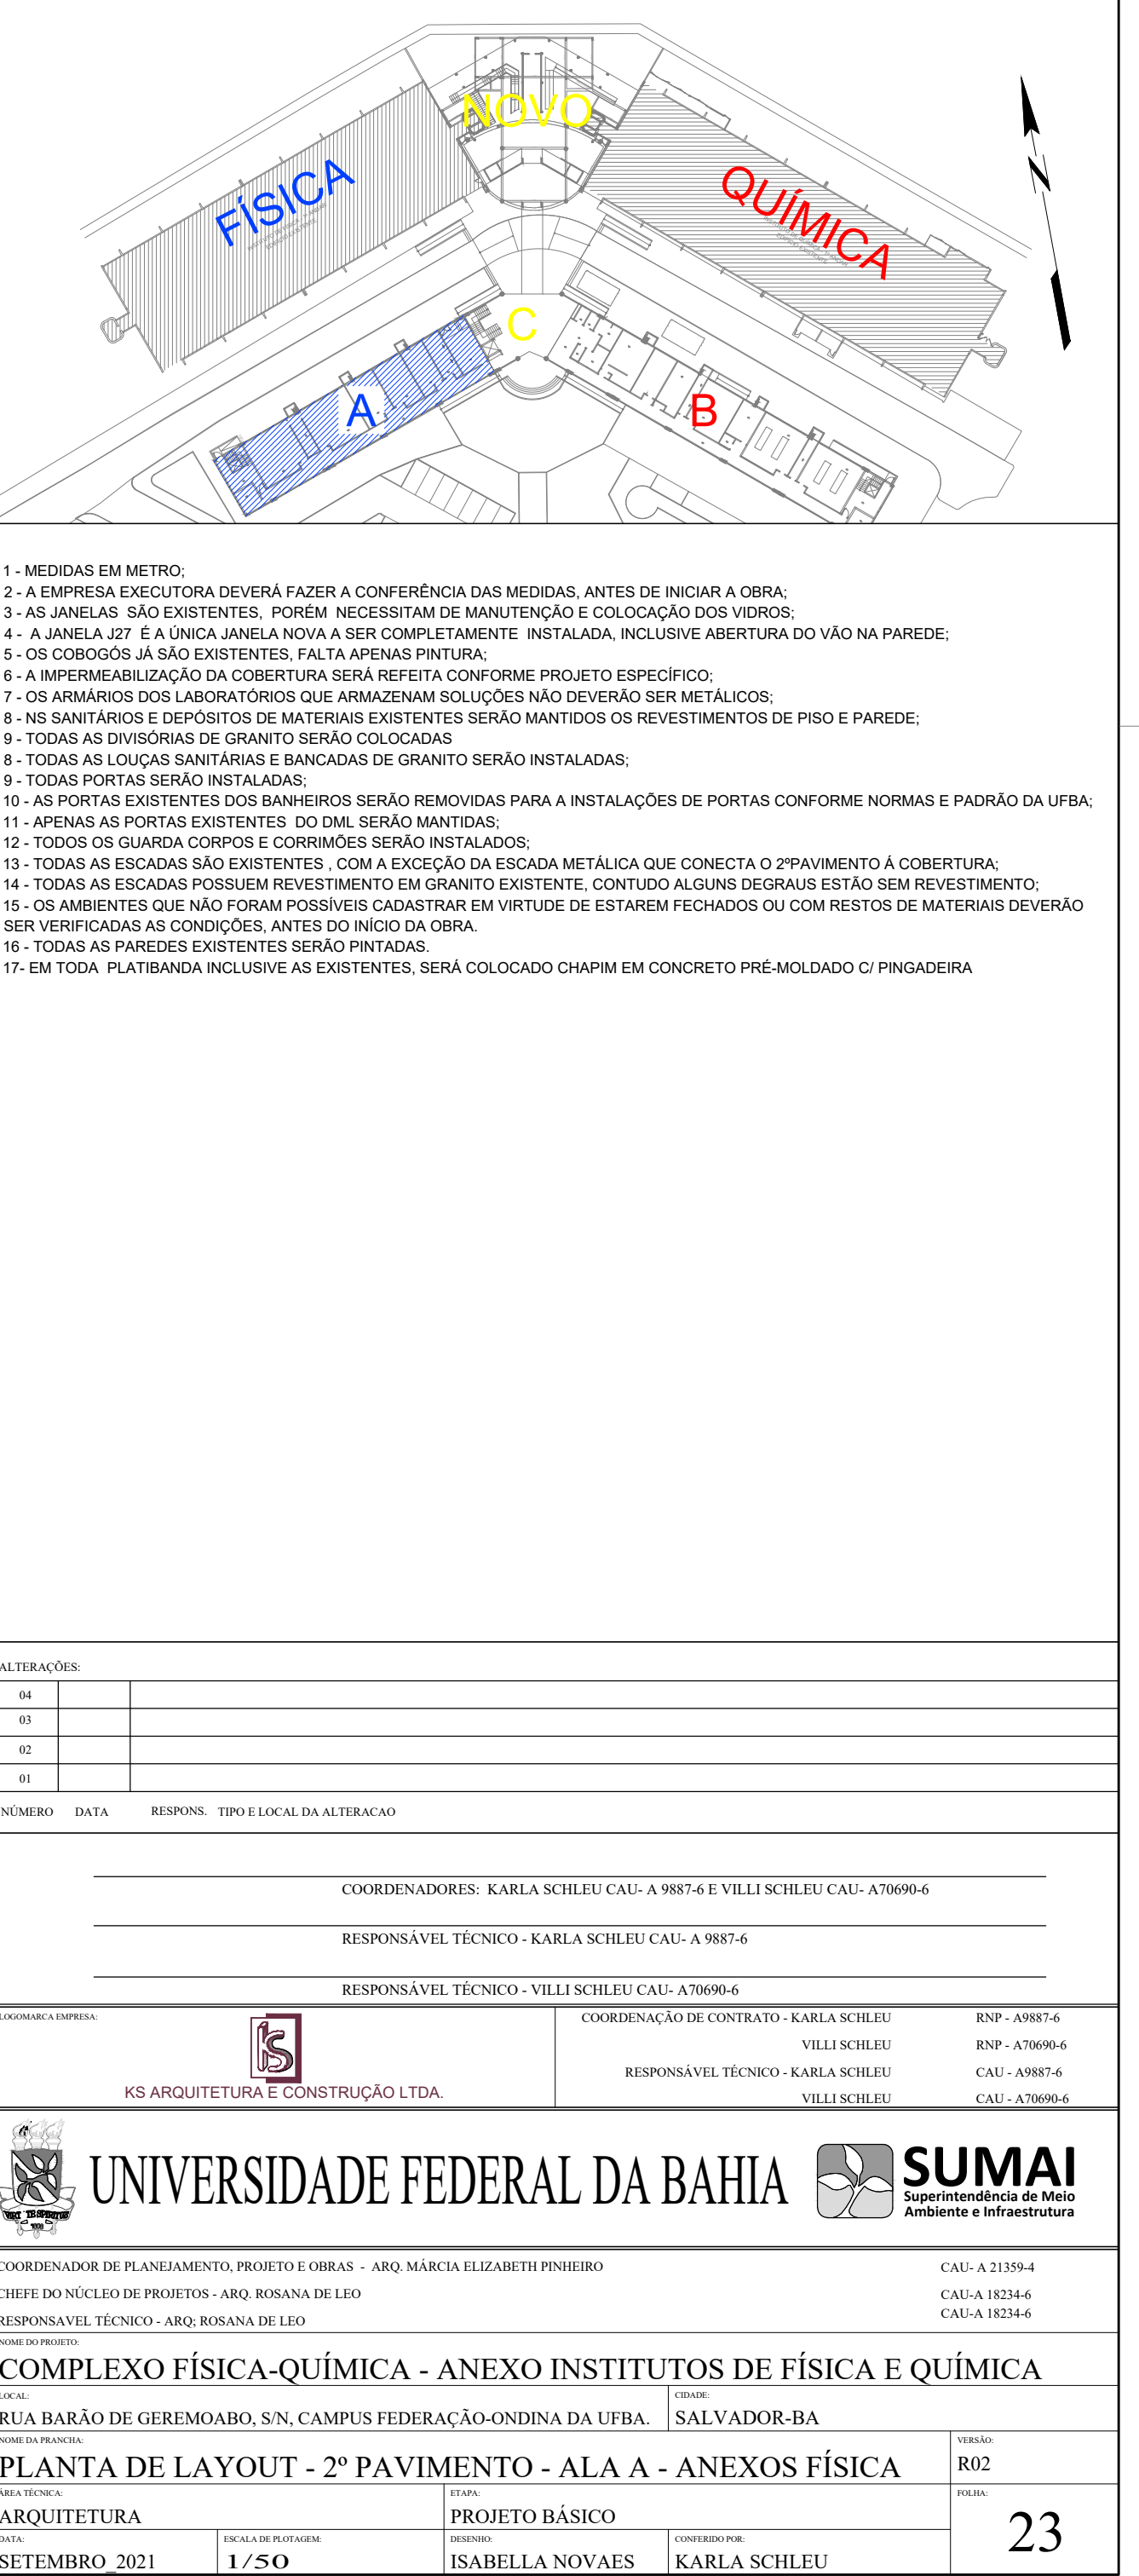 NOVO
FÍSICA
INSTITUTO DE FÍSICA - 1º ANDAR
EDIFÍCIO EXISTENTE
QUÍMICA
INSTITUTO DE QUÍMICA - 1º ANDAR
EDIFÍCIO EXISTENTE
N
C
A
B
1 - MEDIDAS EM METRO;
2 - A EMPRESA EXECUTORA DEVERÁ FAZER A CONFERÊNCIA DAS MEDIDAS, ANTES DE INICIAR A OBRA;
3 - AS JANELAS SÃO EXISTENTES, PORÉM NECESSITAM DE MANUTENÇÃO E COLOCAÇÃO DOS VIDROS;
4 - A JANELA J27 É A ÚNICA JANELA NOVA A SER COMPLETAMENTE INSTALADA, INCLUSIVE ABERTURA DO VÃO NA PAREDE;
5 - OS COBOGÓS JÁ SÃO EXISTENTES, FALTA APENAS PINTURA;
6 - A IMPERMEABILIZAÇÃO DA COBERTURA SERÁ REFEITA CONFORME PROJETO ESPECÍFICO;
7 - OS ARMÁRIOS DOS LABORATÓRIOS QUE ARMAZENAM SOLUÇÕES NÃO DEVERÃO SER METÁLICOS;
8 - NS SANITÁRIOS E DEPÓSITOS DE MATERIAIS EXISTENTES SERÃO MANTIDOS OS REVESTIMENTOS DE PISO E PAREDE;
9 - TODAS AS DIVISÓRIAS DE GRANITO SERÃO COLOCADAS
8 - TODAS AS LOUÇAS SANITÁRIAS E BANCADAS DE GRANITO SERÃO INSTALADAS;
9 - TODAS PORTAS SERÃO INSTALADAS;
10 - AS PORTAS EXISTENTES DOS BANHEIROS SERÃO REMOVIDAS PARA A INSTALAÇÕES DE PORTAS CONFORME NORMAS E PADRÃO DA UFBA;
11 - APENAS AS PORTAS EXISTENTES DO DML SERÃO MANTIDAS;
12 - TODOS OS GUARDA CORPOS E CORRIMÕES SERÃO INSTALADOS;
13 - TODAS AS ESCADAS SÃO EXISTENTES , COM A EXCEÇÃO DA ESCADA METÁLICA QUE CONECTA O 2ºPAVIMENTO Á COBERTURA;
14 - TODAS AS ESCADAS POSSUEM REVESTIMENTO EM GRANITO EXISTENTE, CONTUDO ALGUNS DEGRAUS ESTÃO SEM REVESTIMENTO;
15 - OS AMBIENTES QUE NÃO FORAM POSSÍVEIS CADASTRAR EM VIRTUDE DE ESTAREM FECHADOS OU COM RESTOS DE MATERIAIS DEVERÃO
SER VERIFICADAS AS CONDIÇÕES, ANTES DO INÍCIO DA OBRA.
16 - TODAS AS PAREDES EXISTENTES SERÃO PINTADAS.
17- EM TODA PLATIBANDA INCLUSIVE AS EXISTENTES, SERÁ COLOCADO CHAPIM EM CONCRETO PRÉ-MOLDADO C/ PINGADEIRA
ALTERAÇÕES:
04
03
02
01
NÚMERO DATA RESPONS. TIPO E LOCAL DA ALTERACAO
COORDENADORES: KARLA SCHLEU CAU- A 9887-6 E VILLI SCHLEU CAU- A70690-6
RESPONSÁVEL TÉCNICO - KARLA SCHLEU CAU- A 9887-6
RESPONSÁVEL TÉCNICO - VILLI SCHLEU CAU- A70690-6
LOGOMARCA EMPRESA:
KS ARQUITETURA E CONSTRUÇÃO LTDA.
COORDENAÇÃO DE CONTRATO - KARLA SCHLEU RNP - A9887-6
VILLI SCHLEU RNP - A70690-6
RESPONSÁVEL TÉCNICO - KARLA SCHLEU CAU - A9887-6
VILLI SCHLEU CAU - A70690-6
UNIVERSIDADE FEDERAL DA BAHIA
SUMAI
Superintendência de Meio
Ambiente e Infraestrutura
COORDENADOR DE PLANEJAMENTO, PROJETO E OBRAS - ARQ. MÁRCIA ELIZABETH PINHEIRO CAU- A 21359-4
CHEFE DO NÚCLEO DE PROJETOS - ARQ. ROSANA DE LEO CAU-A 18234-6
RESPONSAVEL TÉCNICO - ARQ; ROSANA DE LEO CAU-A 18234-6
NOME DO PROJETO:
COMPLEXO FÍSICA-QUÍMICA - ANEXO INSTITUTOS DE FÍSICA E QUÍMICA
LOCAL:
RUA BARÃO DE GEREMOABO, S/N, CAMPUS FEDERAÇÃO-ONDINA DA UFBA.
CIDADE:
SALVADOR-BA
NOME DA PRANCHA:
PLANTA DE LAYOUT - 2º PAVIMENTO - ALA A - ANEXOS FÍSICA
VERSÃO:
R02
ÁREA TÉCNICA:
ARQUITETURA
ETAPA:
PROJETO BÁSICO
FOLHA:
23
DATA:
SETEMBRO_2021
ESCALA DE PLOTAGEM:
1/50
DESENHO:
ISABELLA NOVAES
CONFERIDO POR:
KARLA SCHLEU